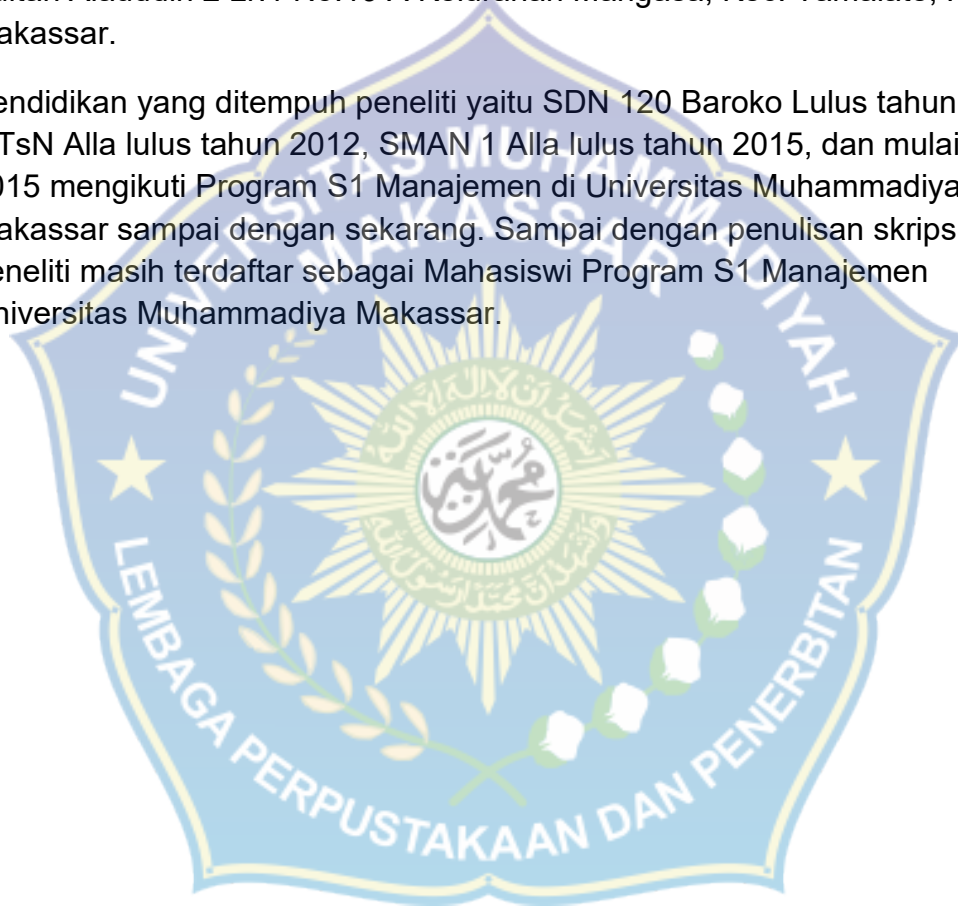 akassar.
endidikan yang ditempuh peneliti yaitu SDN 120 Baroko Lulus tahun
TsN Alla lulus tahun 2012, SMAN 1 Alla lulus tahun 2015, dan mulai
015 mengikuti Program S1 Manajemen di Universitas Muhammadiya
akassar sampai dengan sekarang. Sampai dengan penulisan skrips
eneliti masih terdaftar sebagai Mahasiswi Program S1 Manajemen
niversitas Muhammadiya Makassar.
UNIVERSITAS MUHAMMADIYAH
MAKASSAR
LEMBAGA PERPUSTAKAAN DAN PENERBITAN